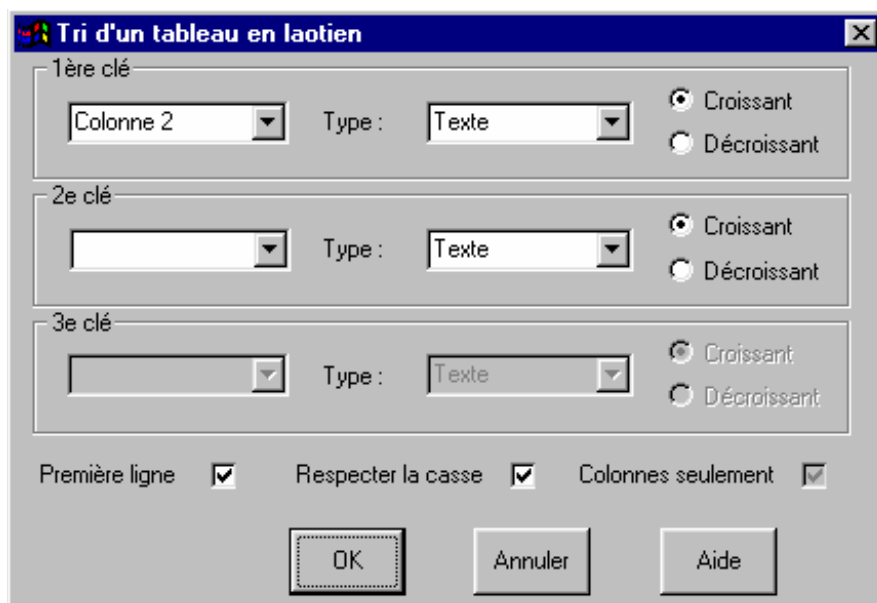 Tri d'un tableau en laotien
1ère clé
Colonne 2 Type : Texte Croissant
Décroissant
2e clé
Type : Texte Croissant
Décroissant
3e clé
Type : Texte Croissant
Décroissant
Première ligne Respecter la casse Colonnes seulement
OK Annuler Aide